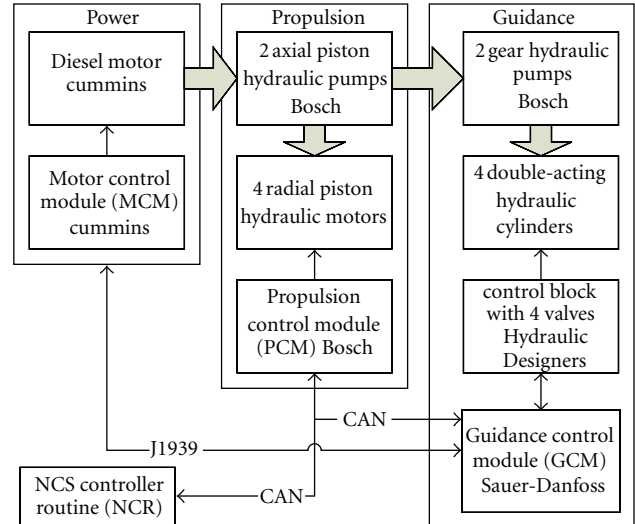 Power
Diesel motor
cummins
Motor control
module (MCM)
cummins
Propulsion
2 axial piston
hydraulic pumps
Bosch
4 radial piston
hydraulic motors
Propulsion
control module
(PCM) Bosch
Guidance
2 gear hydraulic
pumps
Bosch
4 double-acting
hydraulic
cylinders
control block
with 4 valves
Hydraulic
Designers
Guidance control
module (GCM)
Sauer-Danfoss
CAN
J1939
CAN
NCS controller
routine (NCR)